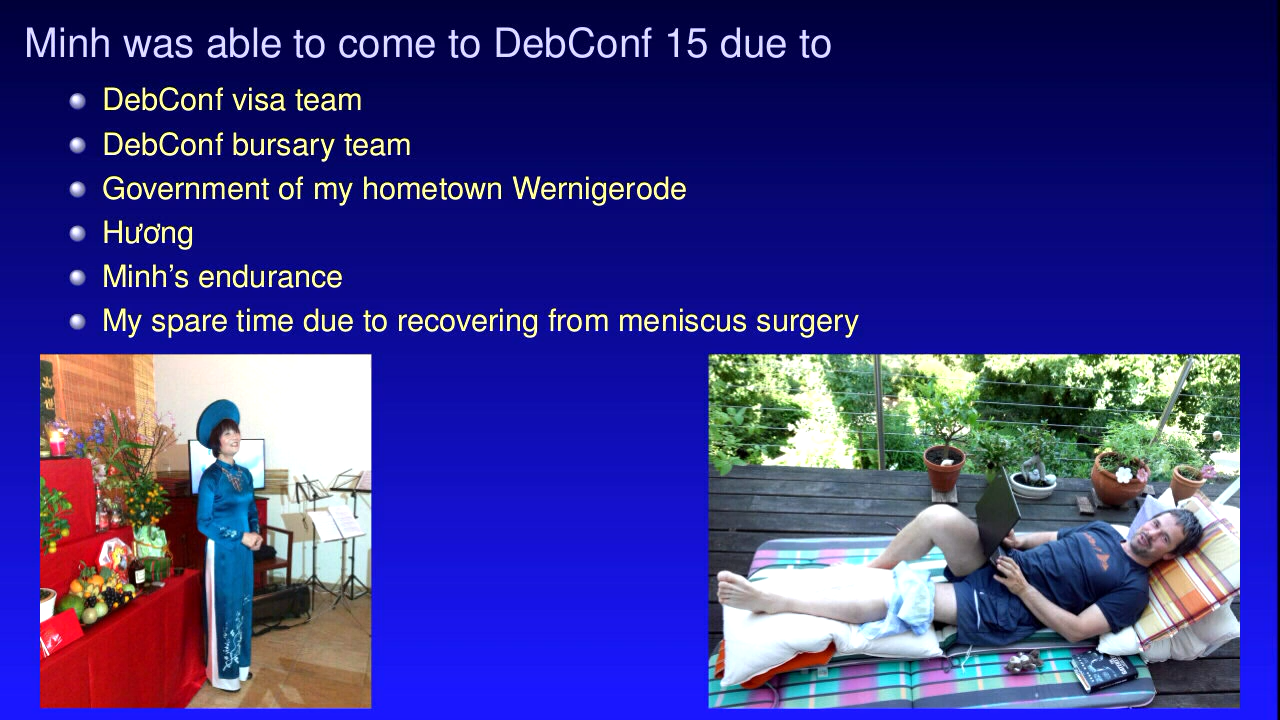 Minh was able to come to DebConf 15 due to
DebConf visa team
DebConf bursary team
Government of my hometown Wernigerode
Hương
Minh's endurance
My spare time due to recovering from meniscus surgery